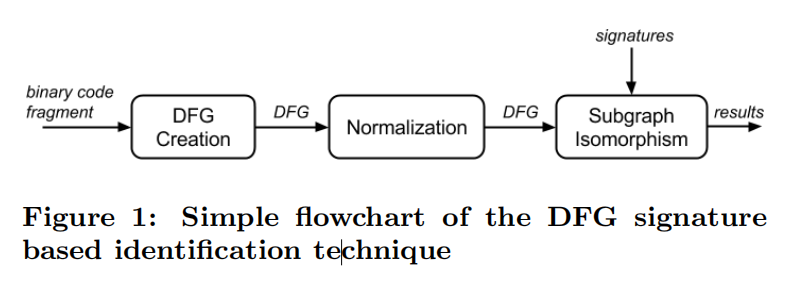 signatures
binary code
fragment
DFG
Creation
DFG
Normalization
DFG
Subgraph
Isomorphism
results
Figure 1: Simple flowchart of the DFG signature
based identification technique